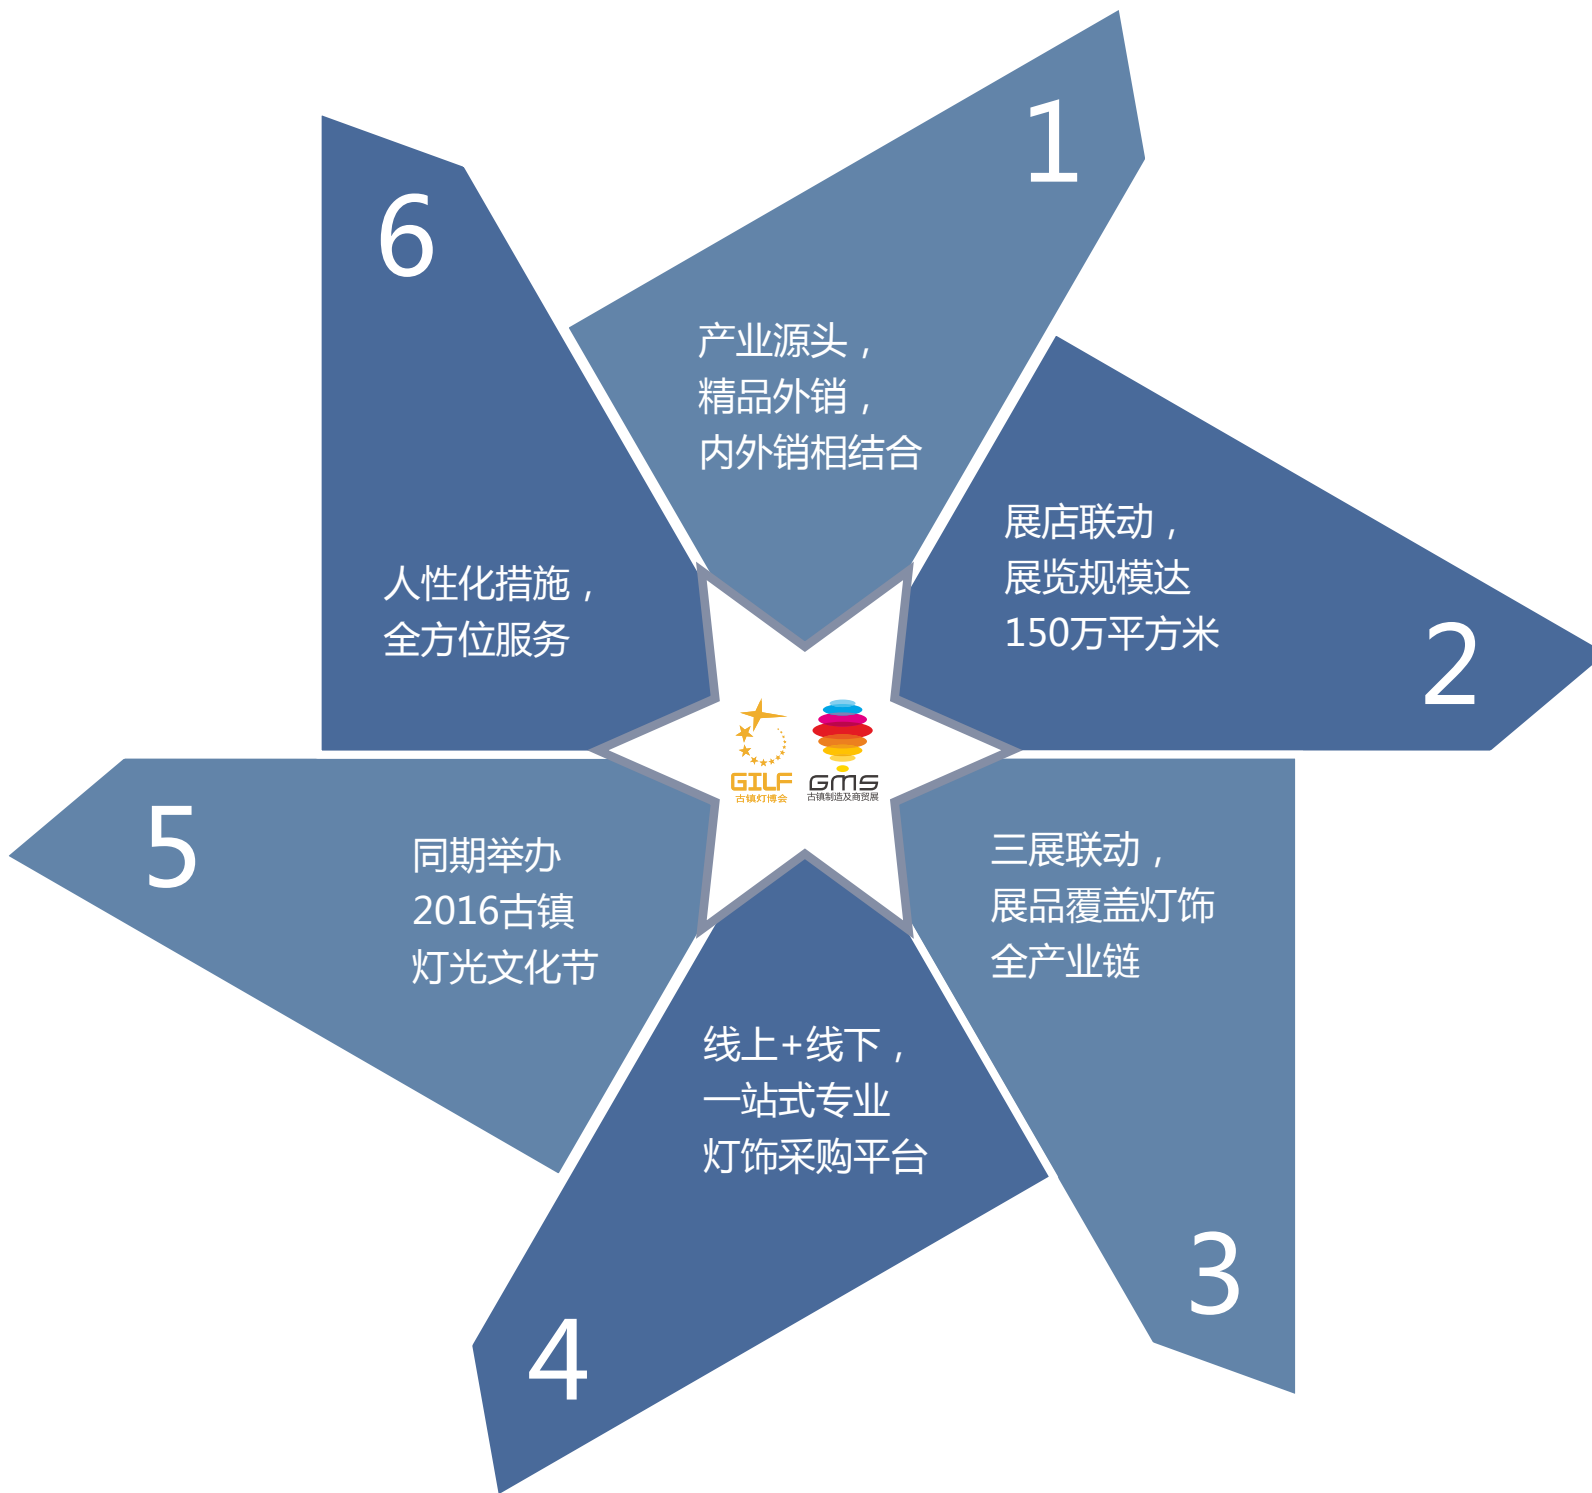 1
产业源头，
精品外销，
内外销相结合
2
展店联动，
展览规模达
150万平方米
3
三展联动，
展品覆盖灯饰
全产业链
4
线上+线下，
一站式专业
灯饰采购平台
5
同期举办
2016古镇
灯光文化节
6
人性化措施，
全方位服务
GILF
古镇灯博会
GMS
古镇制造及商贸展